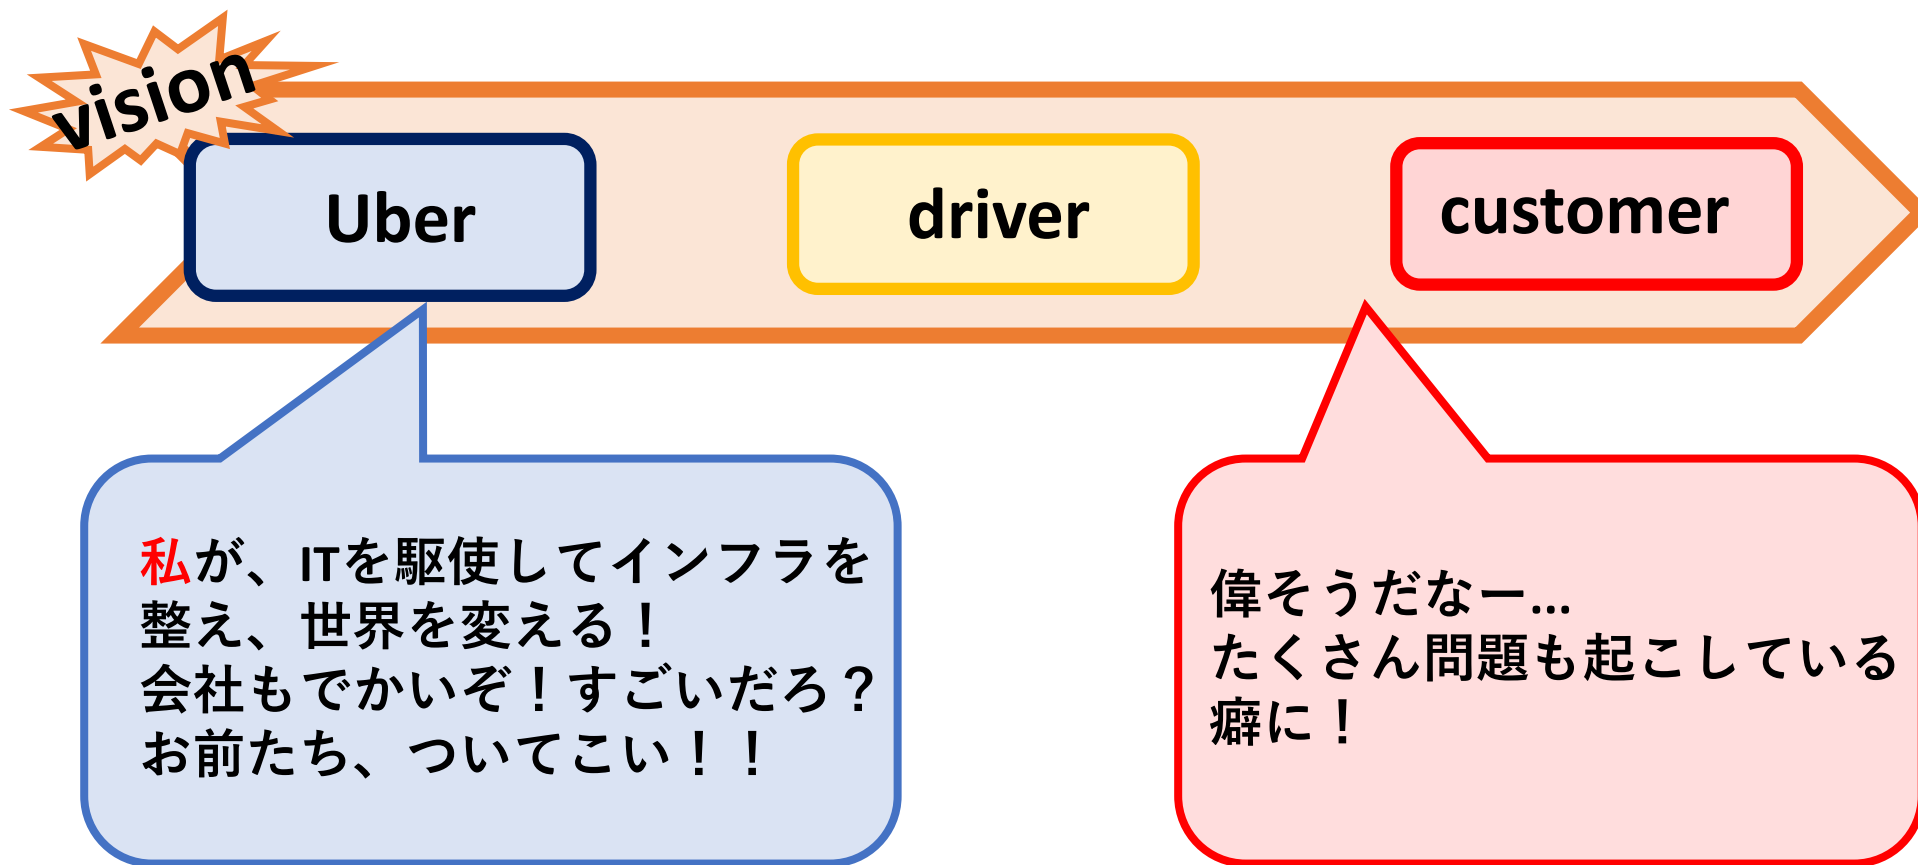 vision
Uber
driver
customer
私が、ITを駆使してインフラを
整え、世界を変える！
会社もでかいぞ！すごいだろ？
お前たち、ついてこい！！
偉そうだなー…
たくさん問題も起こしている
癖に！